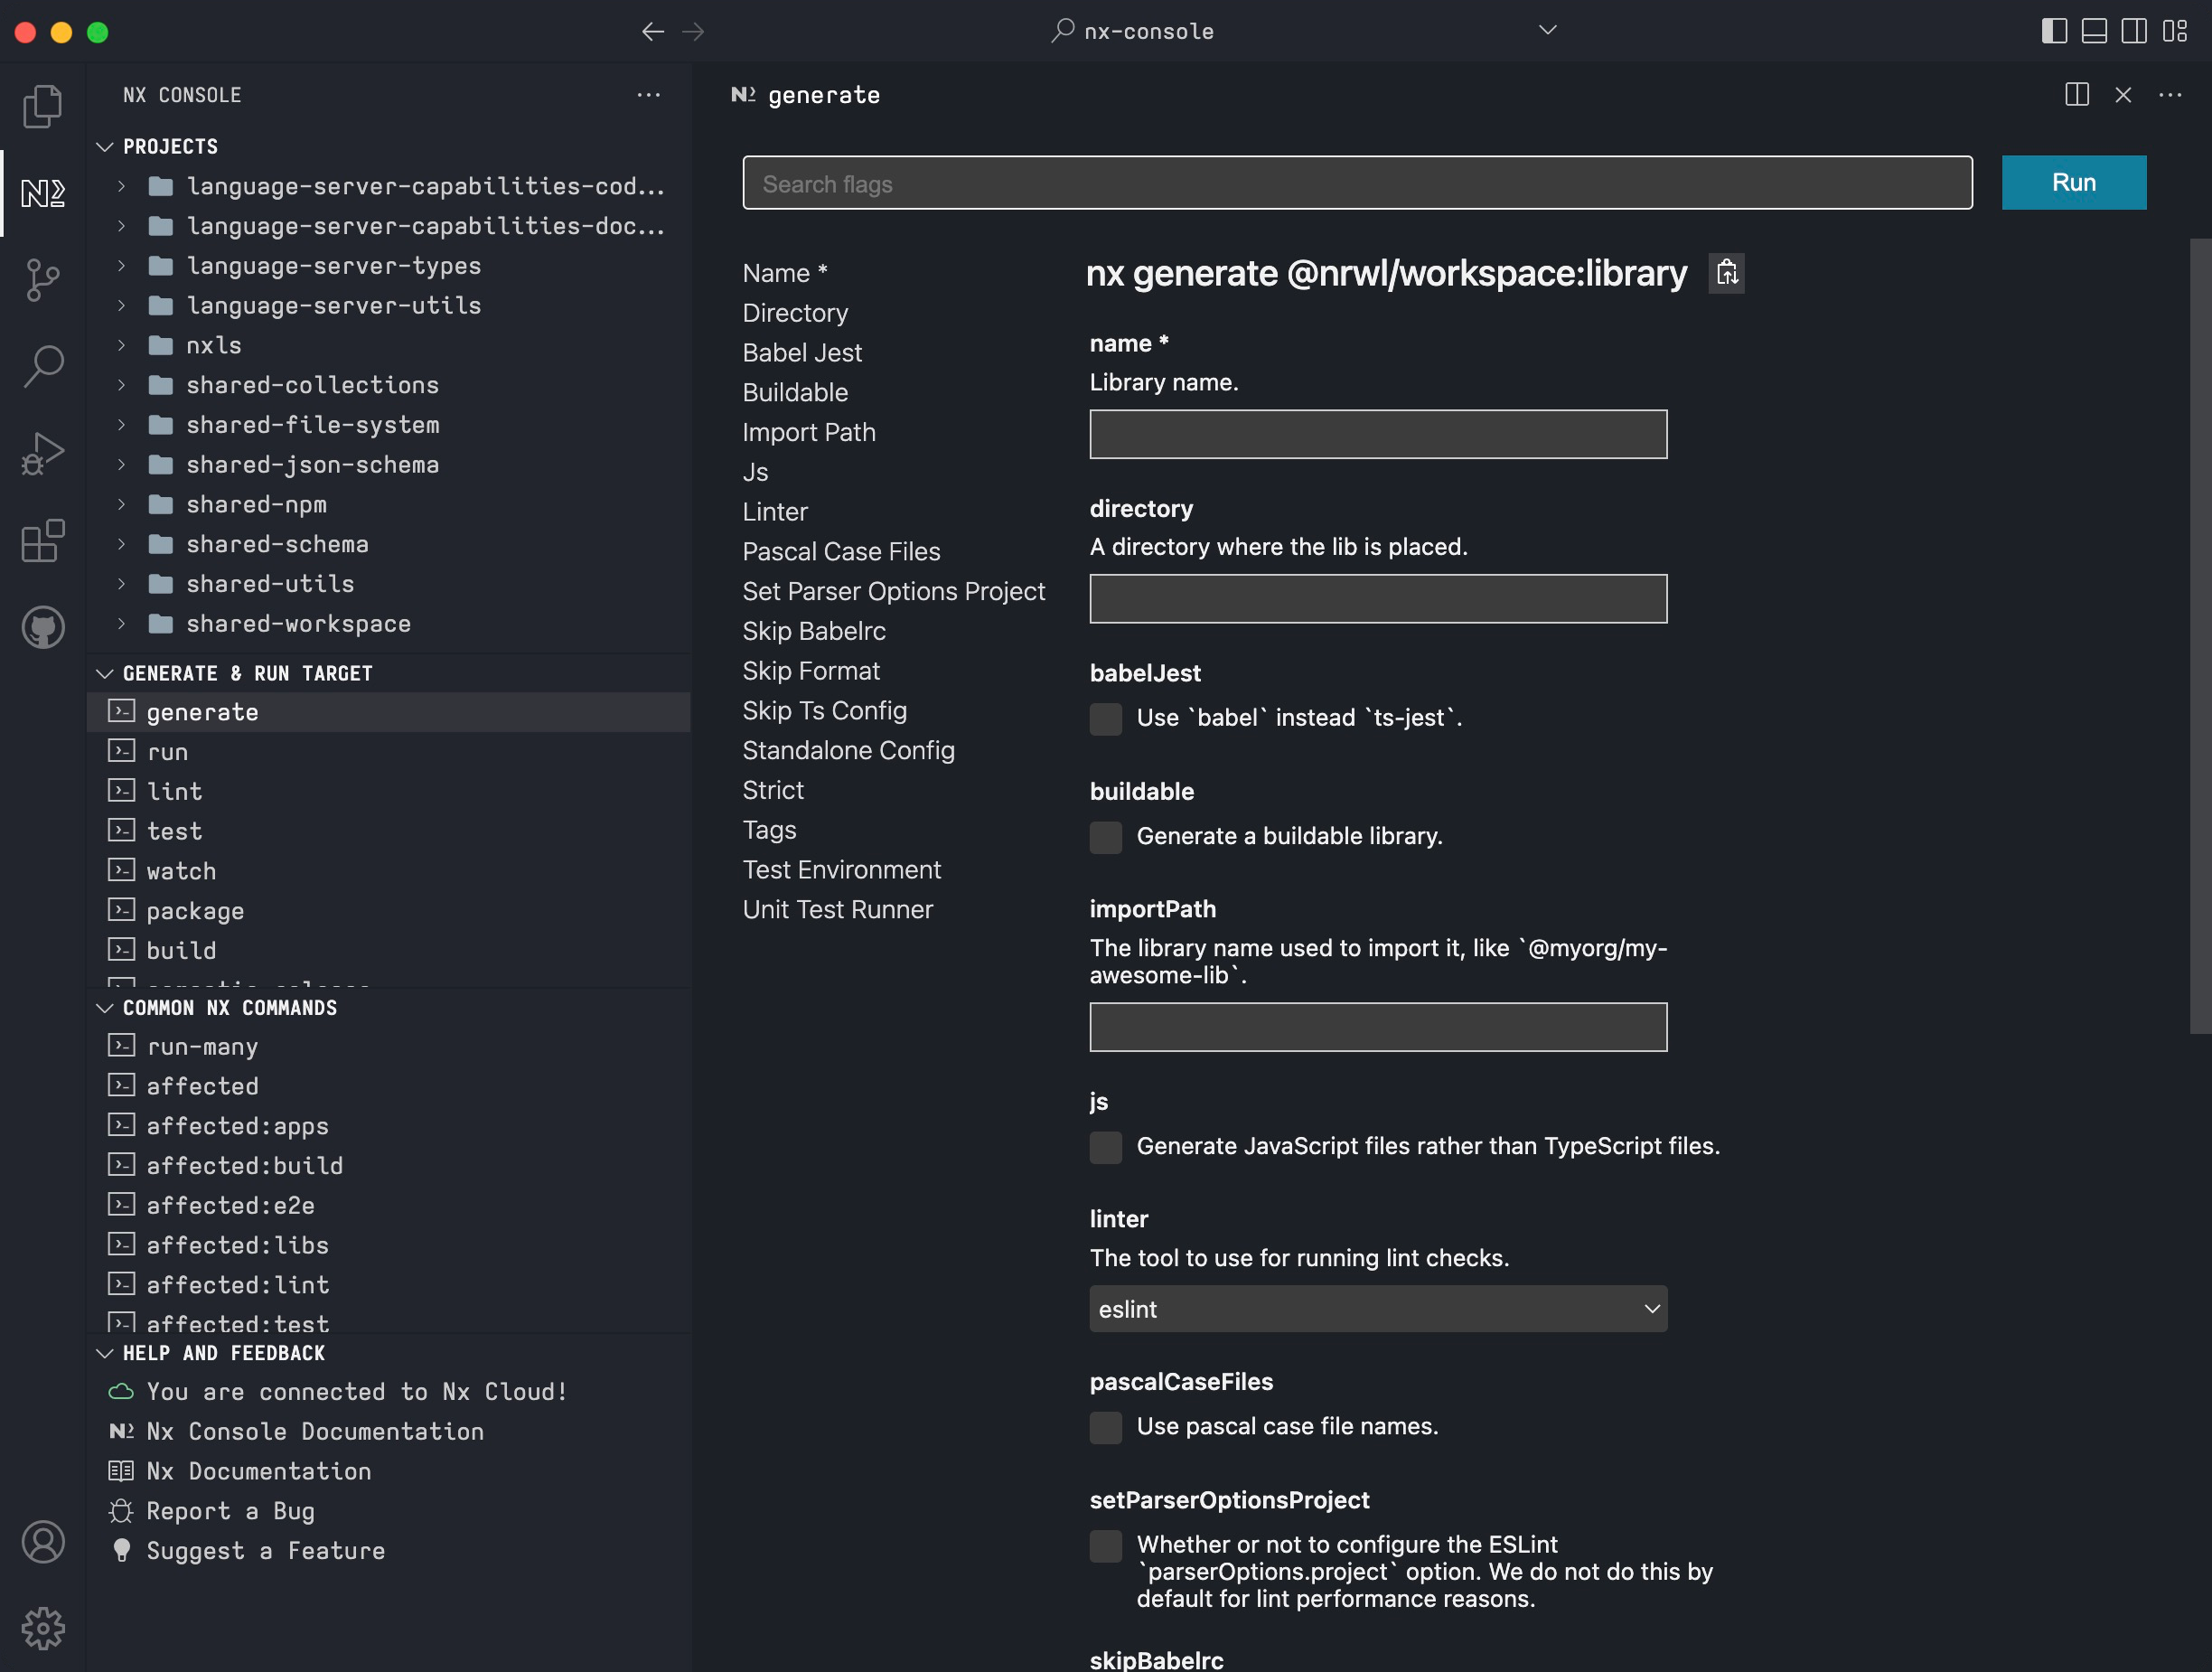 nx-console
NX CONSOLE
PROJECTS
language-server-capabilities-cod...
language-server-capabilities-doc...
language-server-types
language-server-utils
nxls
shared-collections
shared-file-system
shared-json-schema
shared-npm
shared-schema
shared-utils
shared-workspace
GENERATE & RUN TARGET
generate
run
lint
test
watch
package
build
COMMON NX COMMANDS
run-many
affected
affected:apps
affected:build
affected:e2e
affected:libs
affected:lint
affected:test
HELP AND FEEDBACK
You are connected to Nx Cloud!
Nx Console Documentation
Nx Documentation
Report a Bug
Suggest a Feature
generate
Search flags
Run
Name *
Directory
Babel Jest
Buildable
Import Path
Js
Linter
Pascal Case Files
Set Parser Options Project
Skip Babelrc
Skip Format
Skip Ts Config
Standalone Config
Strict
Tags
Test Environment
Unit Test Runner
nx generate @nrwl/workspace:library
name *
Library name.
directory
A directory where the lib is placed.
babelJest
Use `babel` instead `ts-jest`.
buildable
Generate a buildable library.
importPath
The library name used to import it, like `@myorg/my-
awesome-lib`.
js
Generate JavaScript files rather than TypeScript files.
linter
The tool to use for running lint checks.
eslint
pascalCaseFiles
Use pascal case file names.
setParserOptionsProject
Whether or not to configure the ESLint
`parserOptions.project` option. We do not do this by
default for lint performance reasons.
skipBabelrc